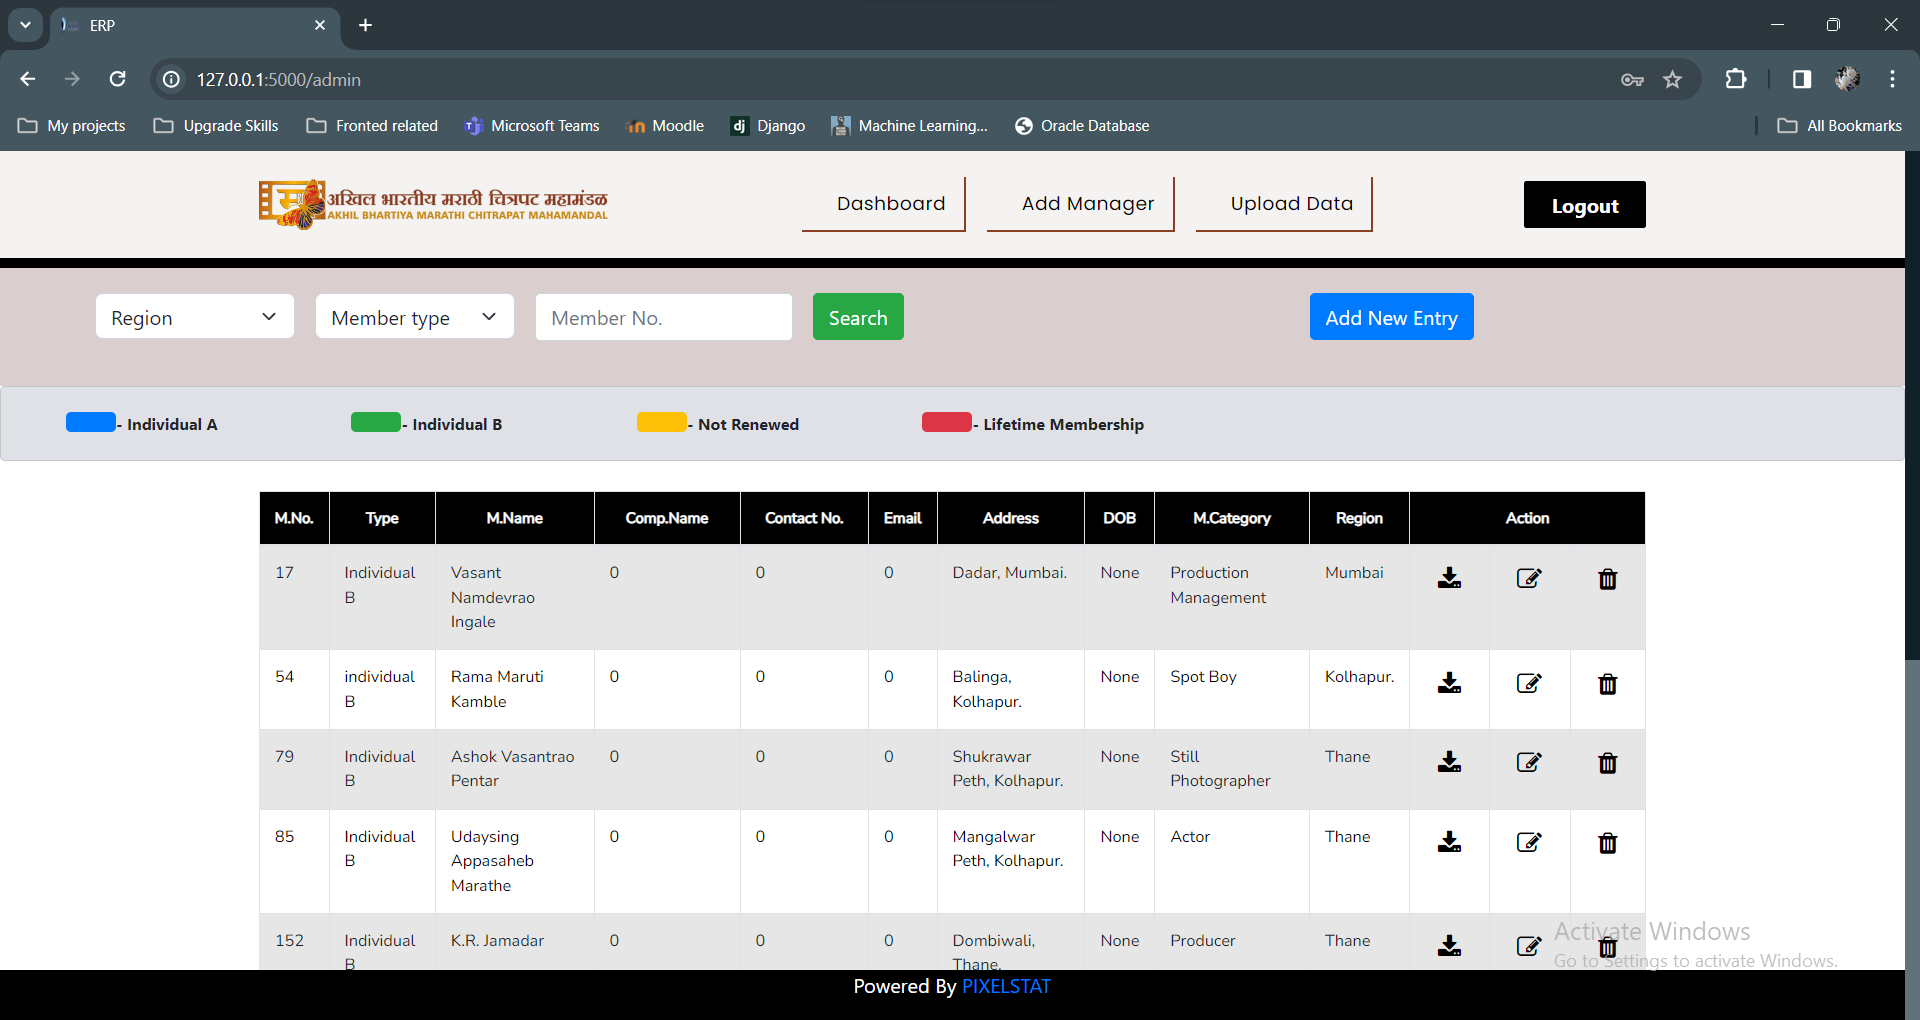 ERP
127.0.0.1:5000/admin
My projects Upgrade Skills Fronted related Microsoft Teams Moodle dj Django Machine Learning... Oracle Database All Bookmarks
अखिल भारतीय मराठी चित्रपट महामंडळ
AKHIL BHARTIYA MARATHI CHITRAPAT MAHAMANDAL
Dashboard Add Manager Upload Data Logout
Region Member type Member No. Search Add New Entry
- Individual A - Individual B - Not Renewed - Lifetime Membership
M.No. Type M.Name Comp.Name Contact No. Email Address DOB M.Category Region Action
17 Individual Vasant 0 0 0 Dadar, Mumbai. None Production Mumbai
B Namdevrao Management
Ingale
54 individual Rama Maruti 0 0 0 Balinga, None Spot Boy Kolhapur.
B Kamble Kolhapur.
79 Individual Ashok Vasantrao 0 0 0 Shukrawar None Still Thane
B Pentar Peth, Kolhapur. Photographer
85 Individual Udaysing 0 0 0 Mangalwar None Actor Thane
B Appasaheb Peth, Kolhapur.
Marathe
152 Individual K.R. Jamadar 0 0 0 Dombiwali, None Producer Thane
B Thane.
Activate Windows
Go to Settings to activate Windows.
Powered By PIXELSTAT